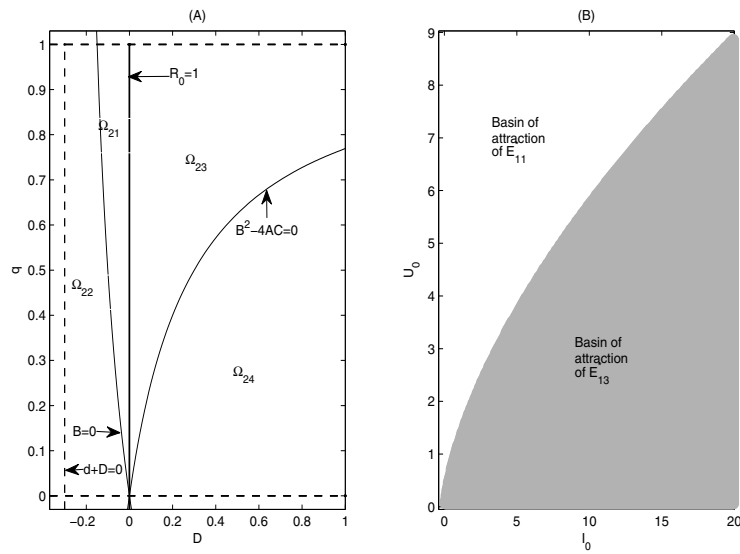 (A)
1
0.9
0.8
0.7
0.6
0.5
0.4
0.3
0.2
0.1
0
q
R0=1
Ω21
Ω23
B2−4AC=0
Ω22
Ω24
B=0
d+D=0
−0.2
0
0.2
0.4
0.6
0.8
1
D
(B)
9
8
7
6
5
4
3
2
1
0
U0
Basin of
attraction
of E11
Basin of
attraction
of E13
0
5
10
15
20
I0